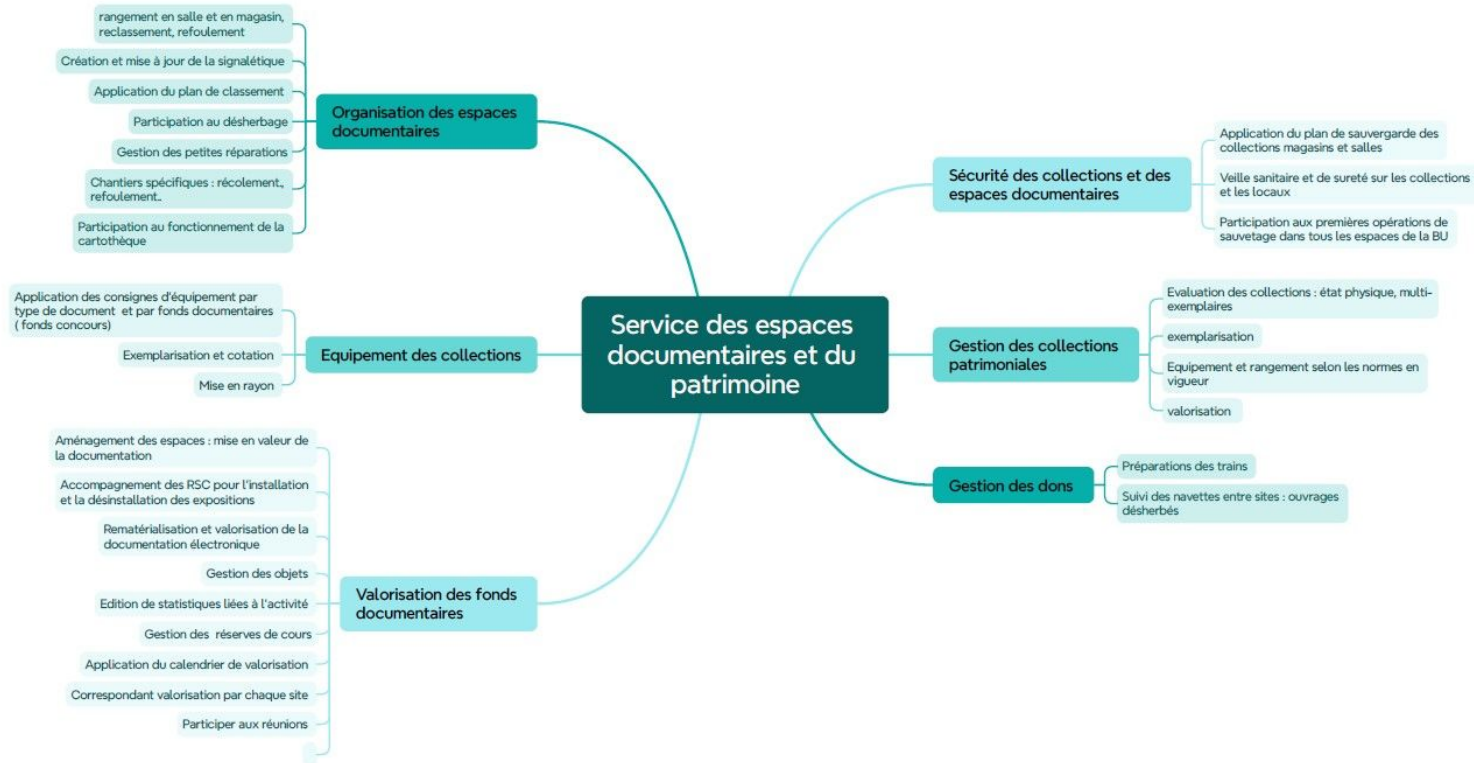 rangement en salle et en magasin,
reclassement, refoulement
Création et mise à jour de la signalétique
Application du plan de classement
Participation au désherbage
Gestion des petites réparations
Chantiers spécifiques : récolement.,
refoulement..
Participation au fonctionnement de la
cartothèque
Organisation des espaces
documentaires
Application des consignes d'équipement par
type de document et par fonds documentaires
( fonds concours)
Exemplarisation et cotation
Mise en rayon
Equipement des collections
Aménagement des espaces : mise en valeur de
la documentation
Accompagnement des RSC pour l'installation
et la désinstallation des expositions
Rematérialisation et valorisation de la
documentation électronique
Gestion des objets
Edition de statistiques liées à l'activité
Gestion des réserves de cours
Application du calendrier de valorisation
Correspondant valorisation par chaque site
Participer aux réunions
Valorisation des fonds
documentaires
Service des espaces
documentaires et du
patrimoine
Sécurité des collections et des
espaces documentaires
Application du plan de sauvergarde des
collections magasins et salles
Veille sanitaire et de sureté sur les collections
et les locaux
Participation aux premières opérations de
sauvetage dans tous les espaces de la BU
Gestion des collections
patrimoniales
Evaluation des collections : état physique, multi-
exemplaires
exemplarisation
Equipement et rangement selon les normes en
vigueur
valorisation
Gestion des dons
Préparations des trains
Suivi des navettes entre sites : ouvrages
désherbés